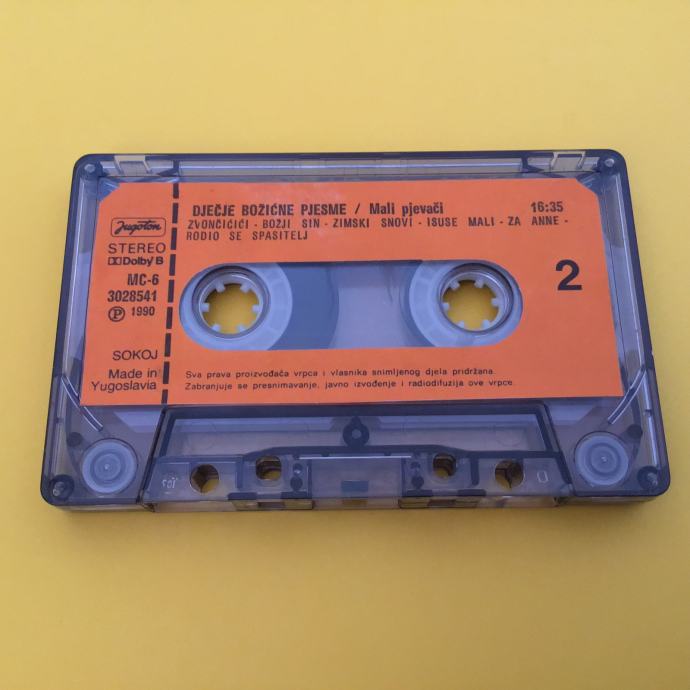 DJEČJE BOŽIĆNE PJESME / Mali pjevači 16:35
ZVONČIĆIĆI - BOŽJI SIN - ZIMSKI SNOVI - ISUSE MALI - ZA ANNE -
RODIO SE SPASITELJ
Jugoton
STEREO
Dolby B
MC-6
3028541
Ⓟ 1990
SOKOJ
Made in
Yugoslavia
2
Sva prava proizvođača vrpca i vlasnika snimljenog djela pridržana.
Zabranjuje se presnimavanje, javno izvođenje i radiodifuzija ove vrpce.